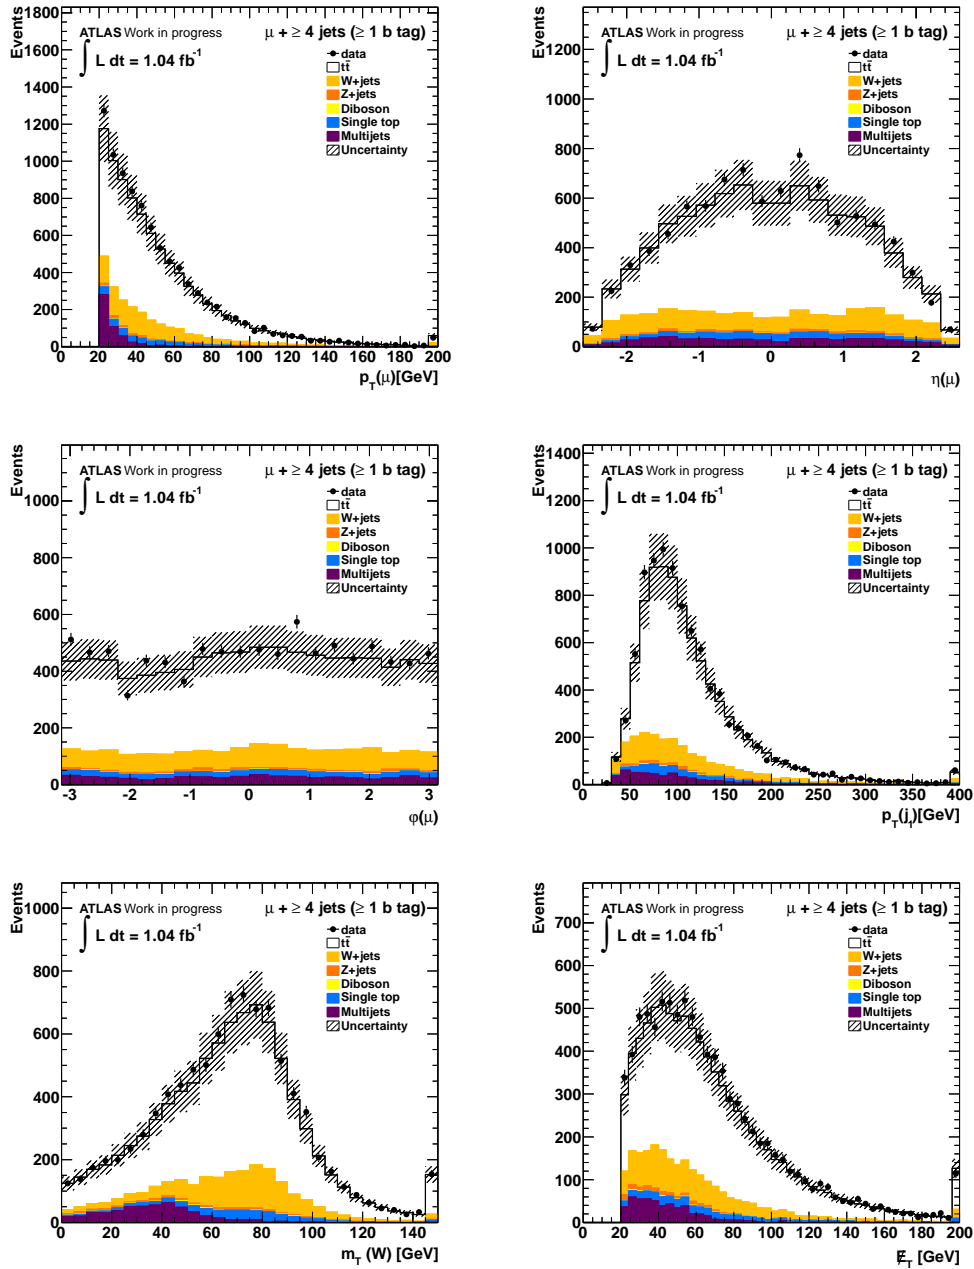 Events
1800
1600
1400
1200
1000
800
600
400
200
0
ATLAS Work in progress
μ + ≥ 4 jets (≥ 1 b tag)
∫ L dt = 1.04 fb⁻¹
data
tt̄
W+jets
Z+jets
Diboson
Single top
Multijets
Uncertainty
0 20 40 60 80 100 120 140 160 180 200
p_T(μ)[GeV]
Events
1200
1000
800
600
400
200
0
ATLAS Work in progress
μ + ≥ 4 jets (≥ 1 b tag)
∫ L dt = 1.04 fb⁻¹
data
tt̄
W+jets
Z+jets
Diboson
Single top
Multijets
Uncertainty
-2 -1 0 1 2
η(μ)
Events
1000
800
600
400
200
0
ATLAS Work in progress
μ + ≥ 4 jets (≥ 1 b tag)
∫ L dt = 1.04 fb⁻¹
data
tt̄
W+jets
Z+jets
Diboson
Single top
Multijets
Uncertainty
-3 -2 -1 0 1 2 3
φ(μ)
Events
1400
1200
1000
800
600
400
200
0
ATLAS Work in progress
μ + ≥ 4 jets (≥ 1 b tag)
∫ L dt = 1.04 fb⁻¹
data
tt̄
W+jets
Z+jets
Diboson
Single top
Multijets
Uncertainty
0 50 100 150 200 250 300 350 400
p_T(j_1)[GeV]
Events
1000
800
600
400
200
0
ATLAS Work in progress
μ + ≥ 4 jets (≥ 1 b tag)
∫ L dt = 1.04 fb⁻¹
data
tt̄
W+jets
Z+jets
Diboson
Single top
Multijets
Uncertainty
0 20 40 60 80 100 120 140
m_T (W) [GeV]
Events
700
600
500
400
300
200
100
0
ATLAS Work in progress
μ + ≥ 4 jets (≥ 1 b tag)
∫ L dt = 1.04 fb⁻¹
data
tt̄
W+jets
Z+jets
Diboson
Single top
Multijets
Uncertainty
0 20 40 60 80 100 120 140 160 180 200
E̸_T [GeV]